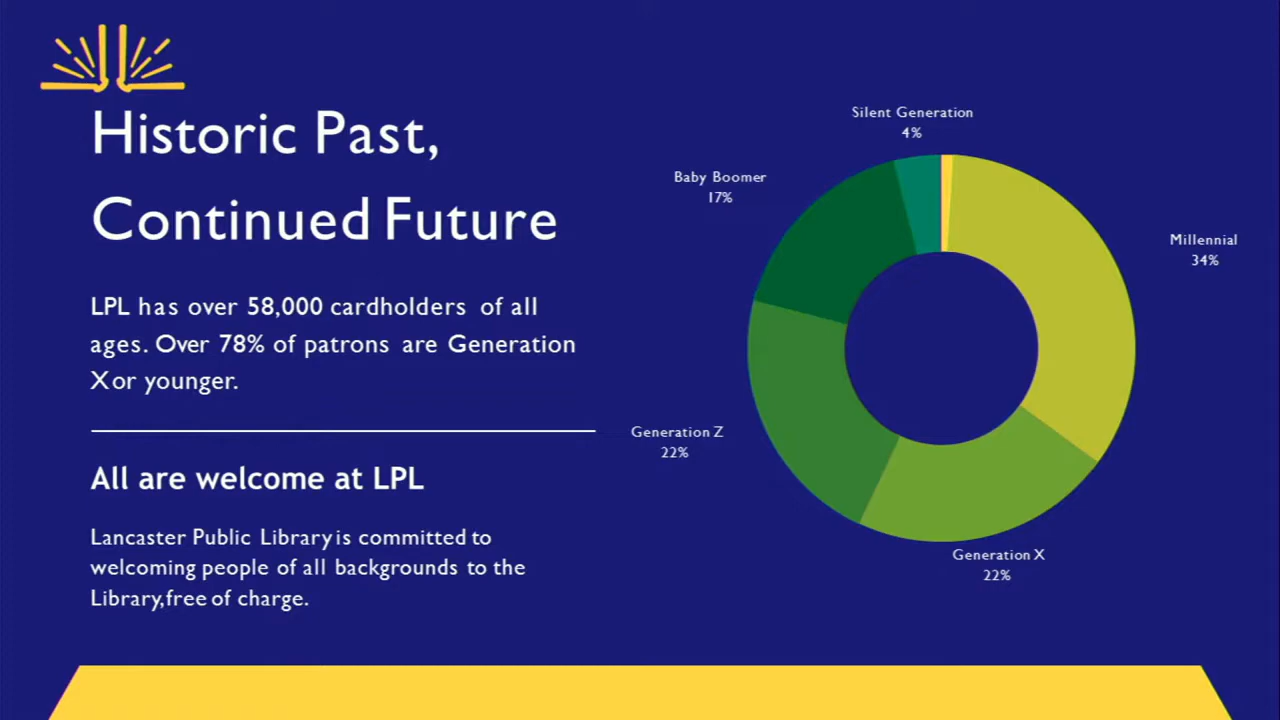 Historic Past,
Continued Future
LPL has over 58,000 cardholders of all
ages. Over 78% of patrons are Generation
X or younger.
All are welcome at LPL
Lancaster Public Library is committed to
welcoming people of all backgrounds to the
Library, free of charge.
Silent Generation
4%
Baby Boomer
17%
Millennial
34%
Generation Z
22%
Generation X
22%